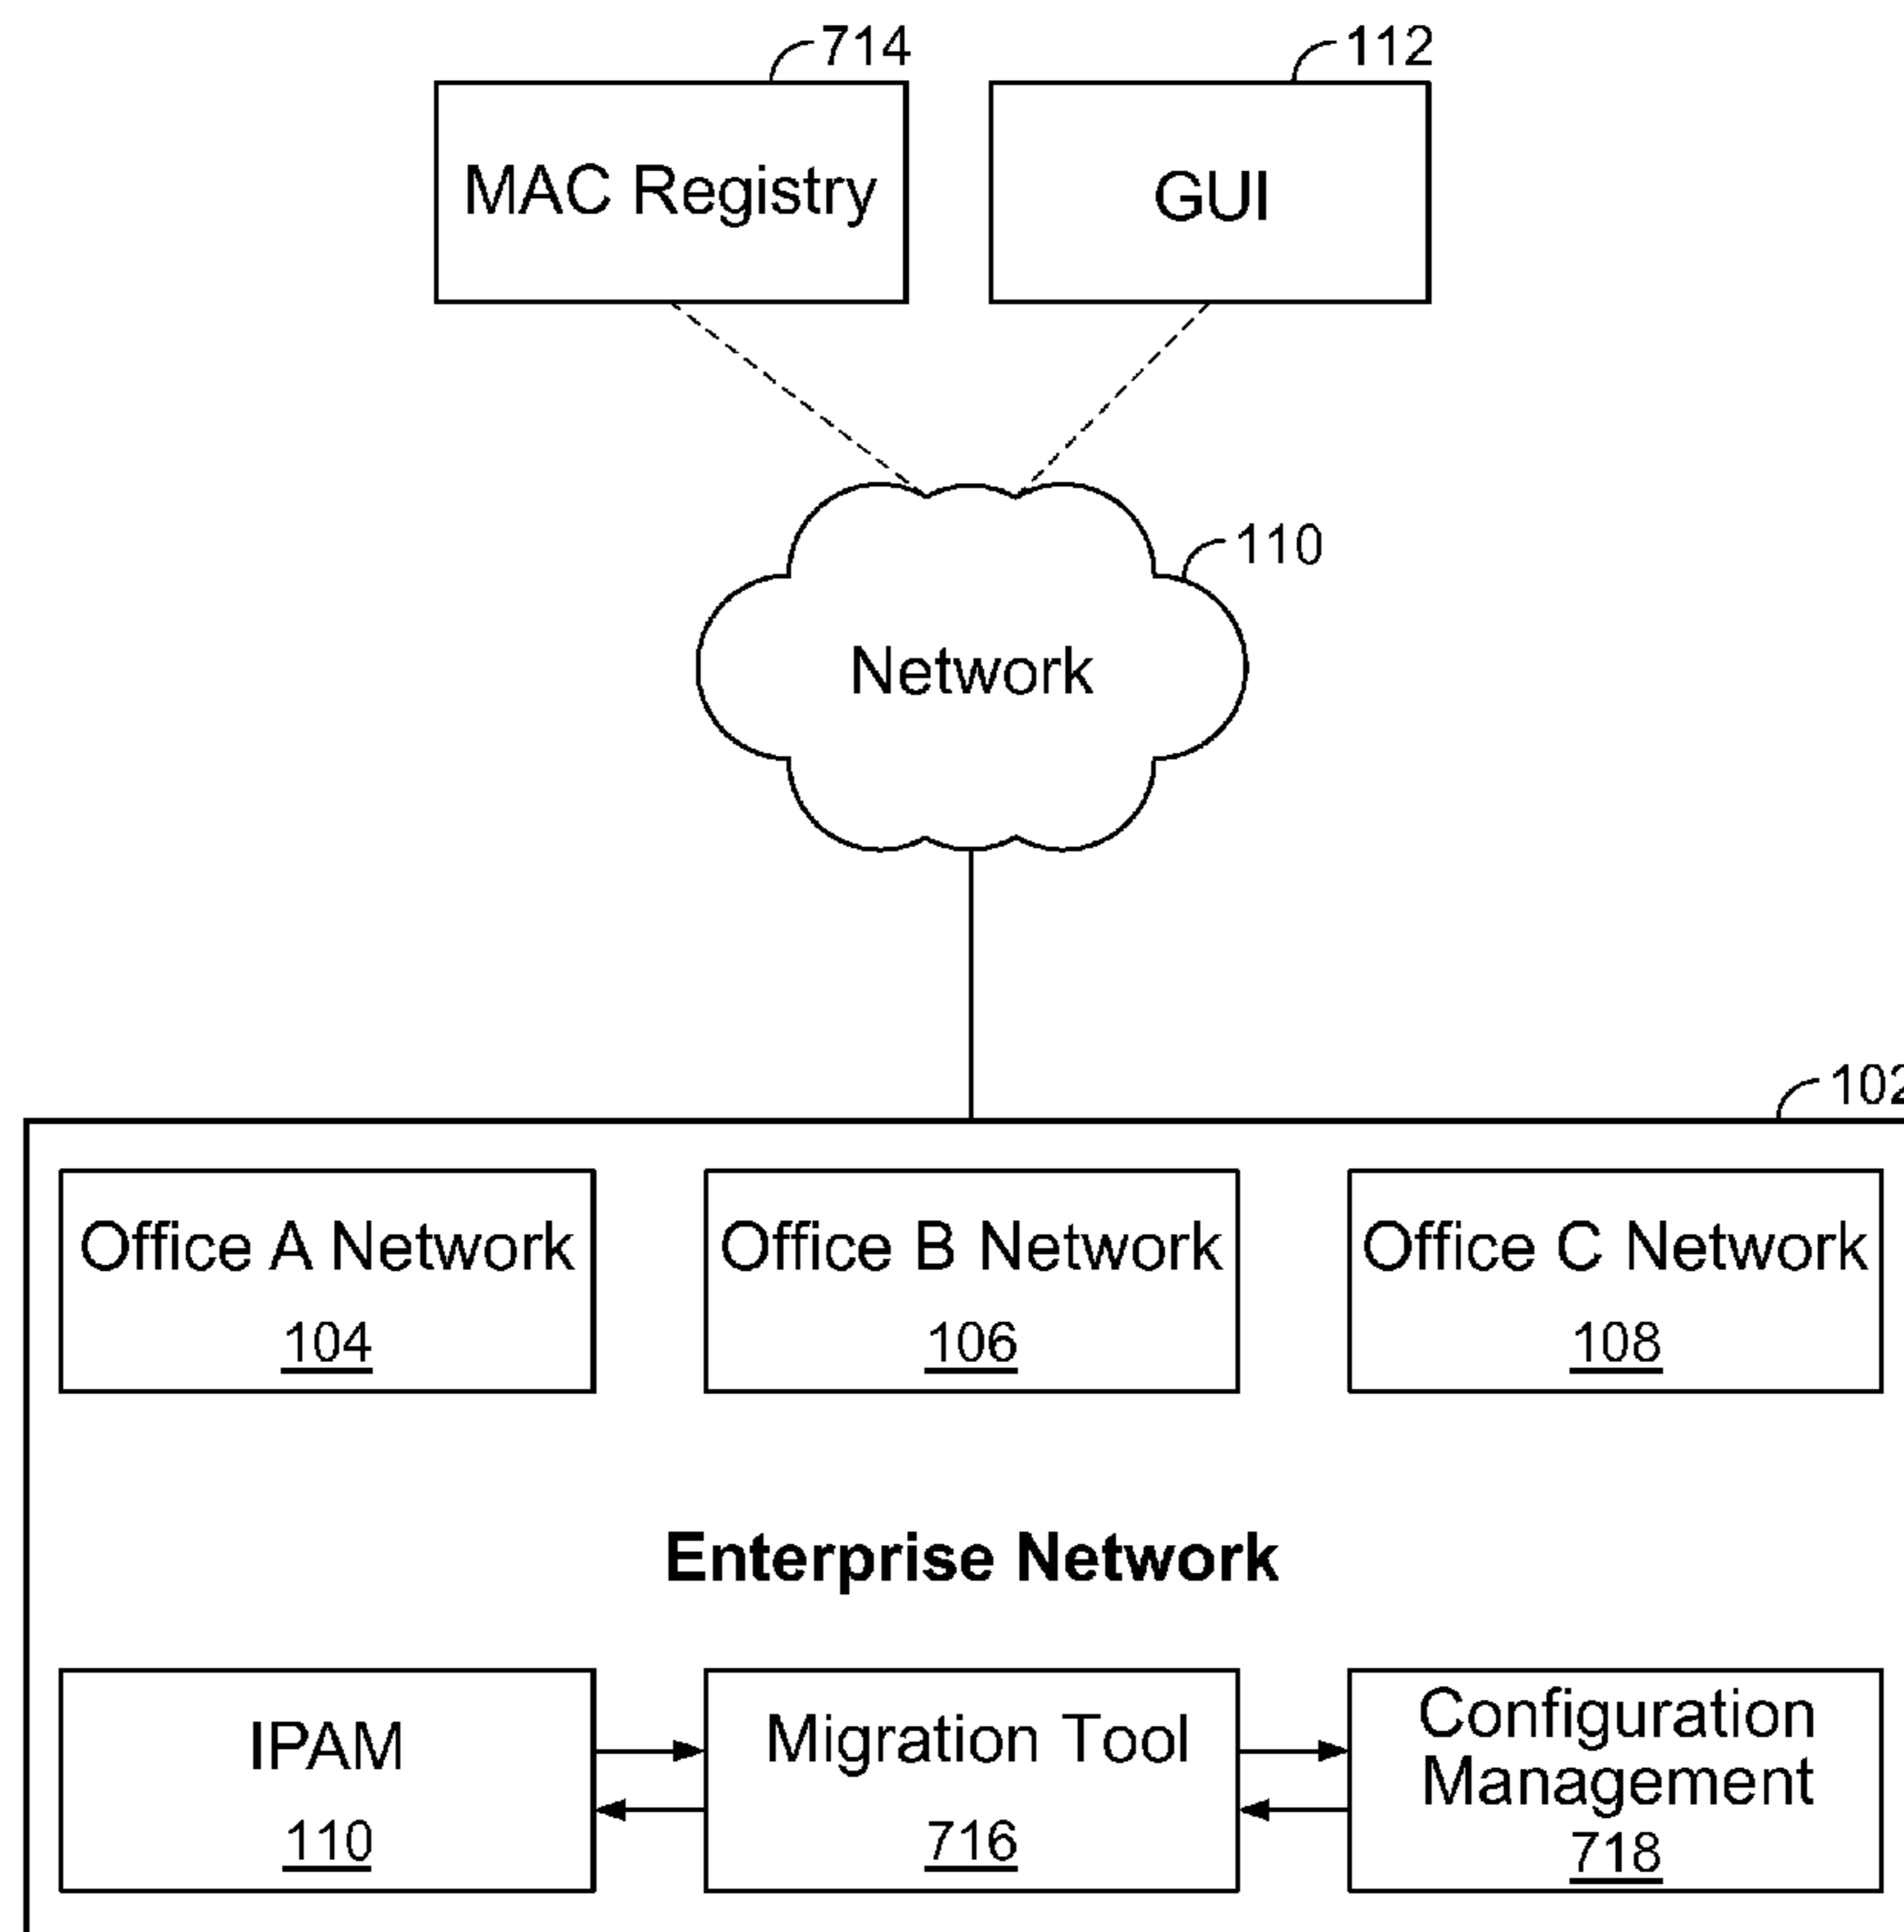 714
112
MAC Registry
GUI
110
Network
102
Office A Network
104
Office B Network
106
Office C Network
108
Enterprise Network
IPAM
110
Migration Tool
716
Configuration
Management
718